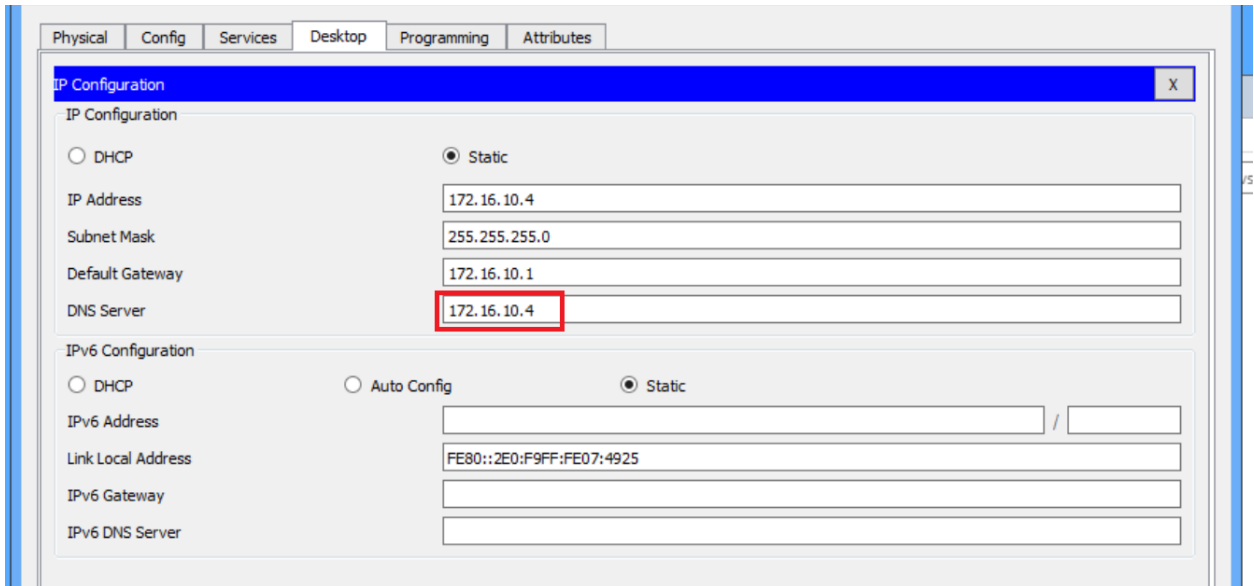 Physical Config Services Desktop Programming Attributes
IP Configuration X
IP Configuration
DHCP Static
IP Address 172.16.10.4
Subnet Mask 255.255.255.0
Default Gateway 172.16.10.1
DNS Server 172.16.10.4
IPv6 Configuration
DHCP Auto Config Static
IPv6 Address /
Link Local Address FE80::2E0:F9FF:FE07:4925
IPv6 Gateway
IPv6 DNS Server